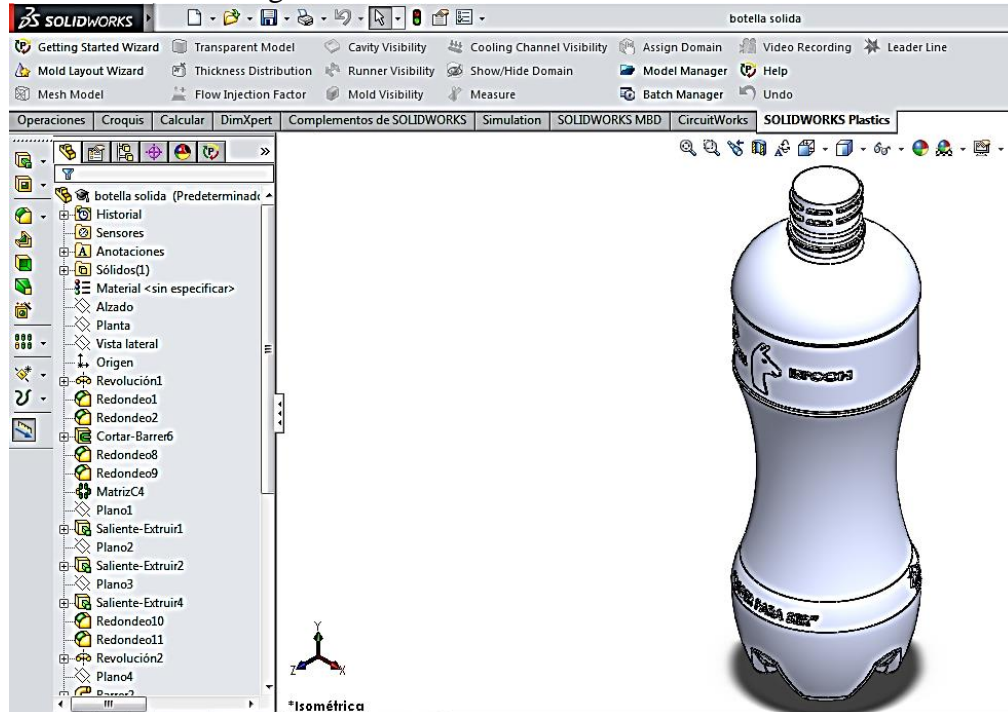 SOLIDWORKS
botella solida
Getting Started Wizard Transparent Model Cavity Visibility Cooling Channel Visibility Assign Domain Video Recording Leader Line
Mold Layout Wizard Thickness Distribution Runner Visibility Show/Hide Domain Model Manager Help
Mesh Model Flow Injection Factor Mold Visibility Measure Batch Manager Undo
Operaciones Croquis Calcular DimXpert Complementos de SOLIDWORKS Simulation SOLIDWORKS MBD CircuitWorks SOLIDWORKS Plastics
botella solida (Predeterminado
Historial
Sensores
Anotaciones
Sólidos(1)
Material <sin especificar>
Alzado
Planta
Vista lateral
Origen
Revolución1
Redondeo1
Redondeo2
Cortar-Barrer6
Redondeo8
Redondeo9
MatrizC4
Plano1
Saliente-Extruir1
Plano2
Saliente-Extruir2
Plano3
Saliente-Extruir4
Redondeo10
Redondeo11
Revolución2
Plano4
Barrer2
Y
Z X
*Isométrica
PARA SER"